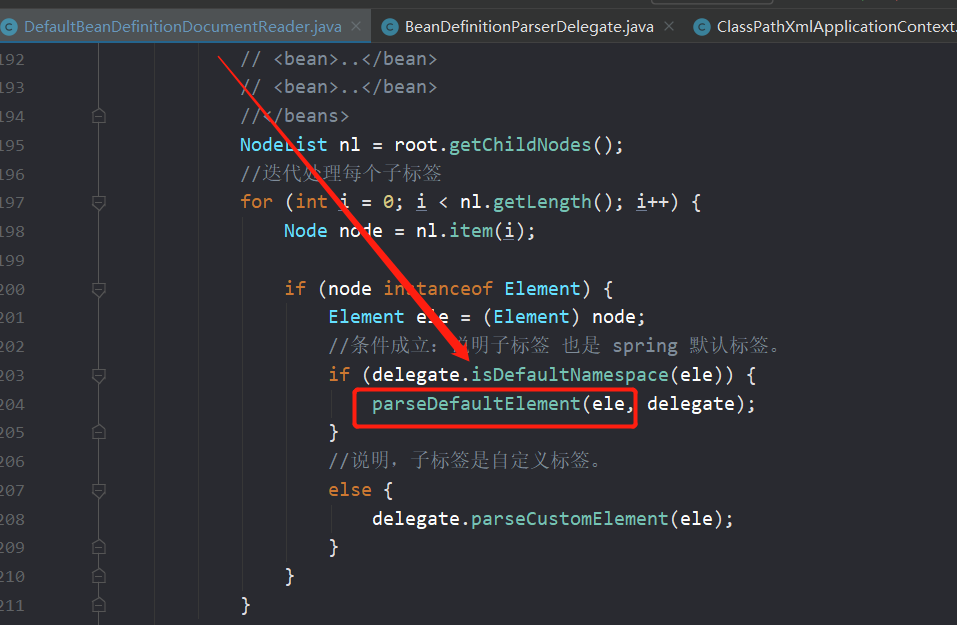 DefaultBeanDefinitionDocumentReader.java BeanDefinitionParserDelegate.java ClassPathXmlApplicationContext.
192 // <bean>..</bean>
193 // <bean>..</bean>
194 //</beans>
195 NodeList nl = root.getChildNodes();
196 //迭代处理每个子标签
197 for (int i = 0; i < nl.getLength(); i++) {
198 Node node = nl.item(i);
199
200 if (node instanceof Element) {
201 Element ele = (Element) node;
202 //条件成立：说明子标签 也是 spring 默认标签。
203 if (delegate.isDefaultNamespace(ele)) {
204 parseDefaultElement(ele, delegate);
205 }
206 //说明，子标签是自定义标签。
207 else {
208 delegate.parseCustomElement(ele);
209 }
210 }
211 }